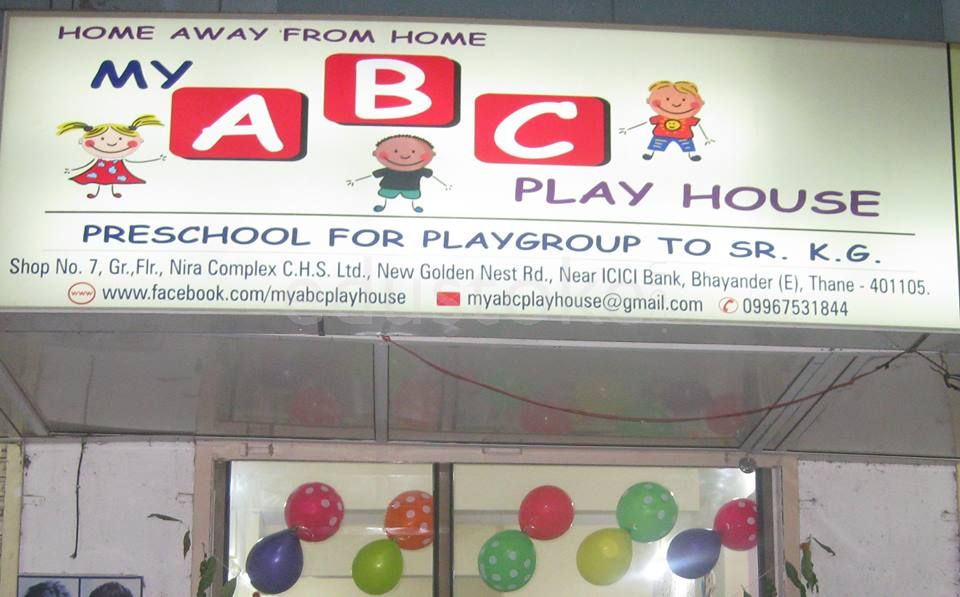 HOME AWAY FROM HOME
MY ABC
PLAY HOUSE
PRESCHOOL FOR PLAYGROUP TO SR. K.G.
Shop No. 7, Gr.,Flr., Nira Complex C.H.S. Ltd., New Golden Nest Rd., Near ICICI Bank, Bhayander (E), Thane - 401105.
www www.facebook.com/myabcplayhouse myabcplayhouse@gmail.com 09967531844